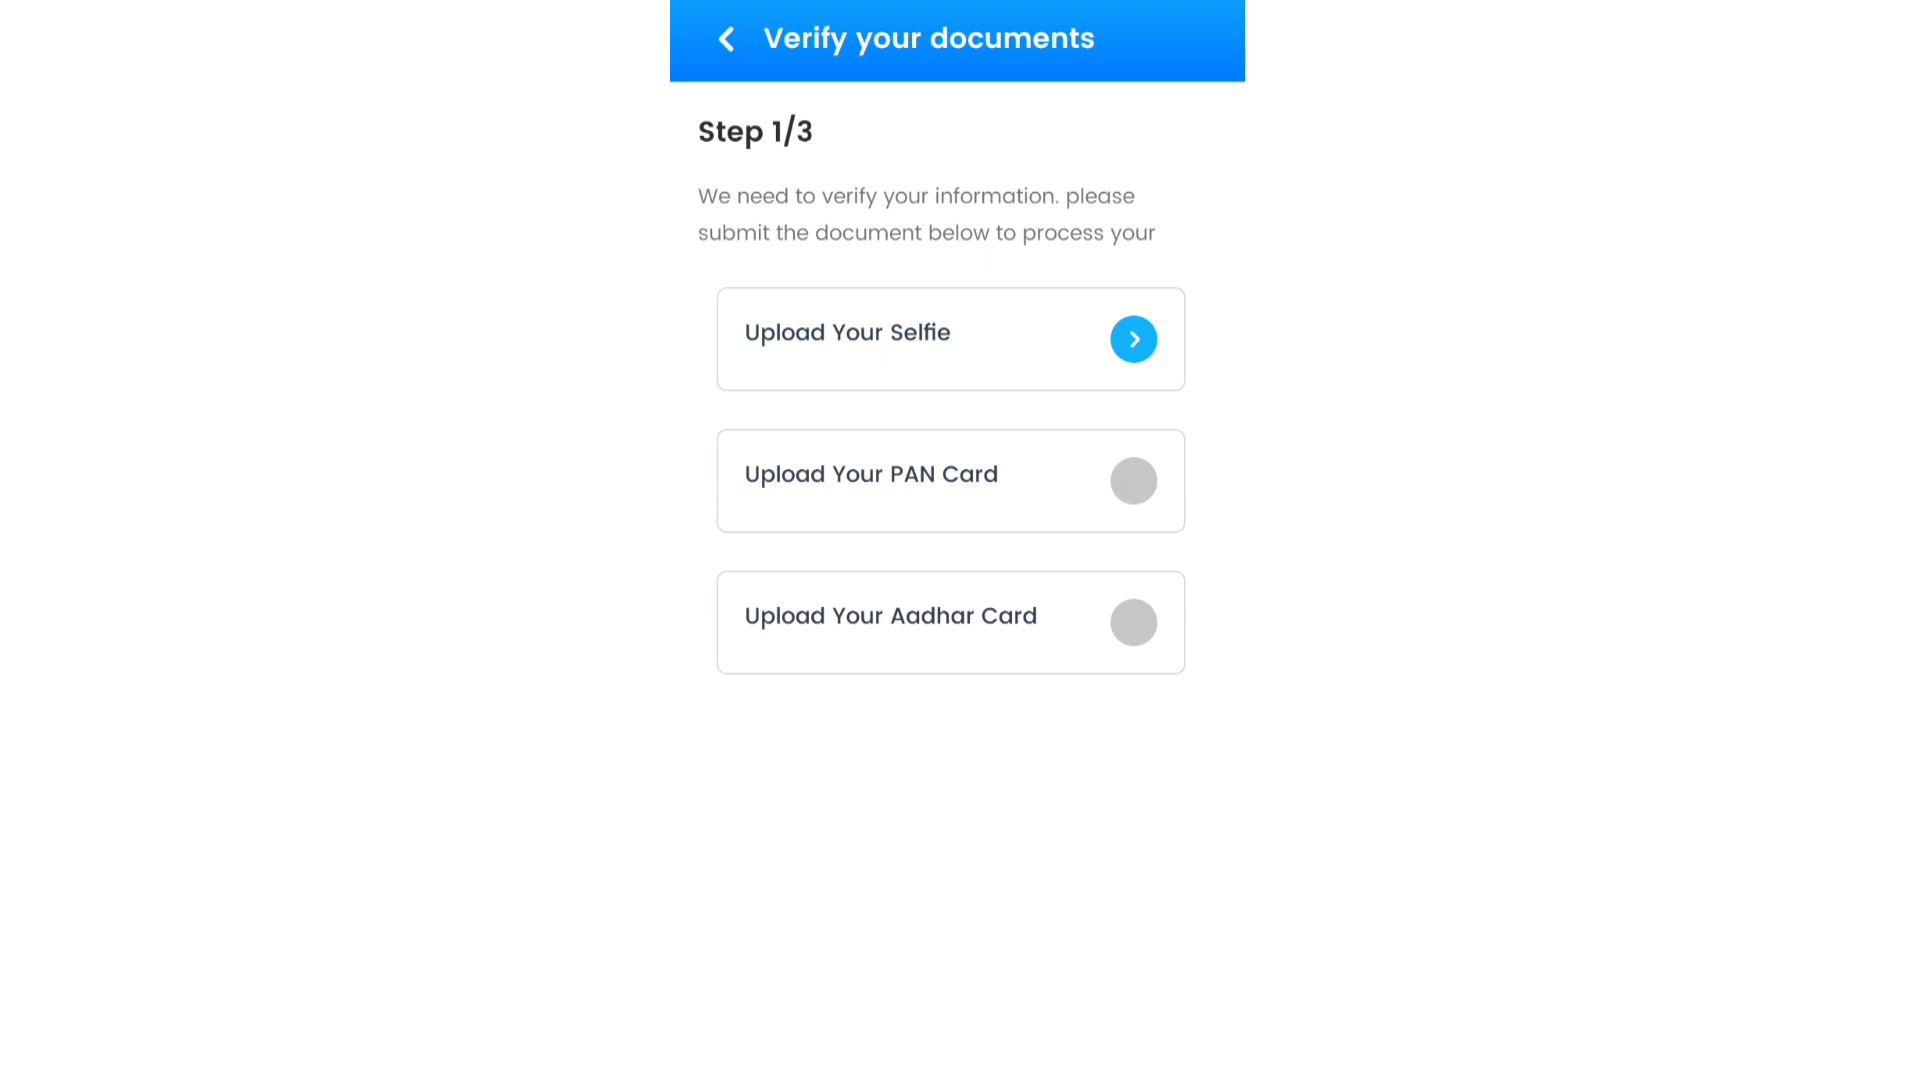 Verify your documents
Step 1/3
We need to verify your information. please
submit the document below to process your
Upload Your Selfie
Upload Your PAN Card
Upload Your Aadhar Card